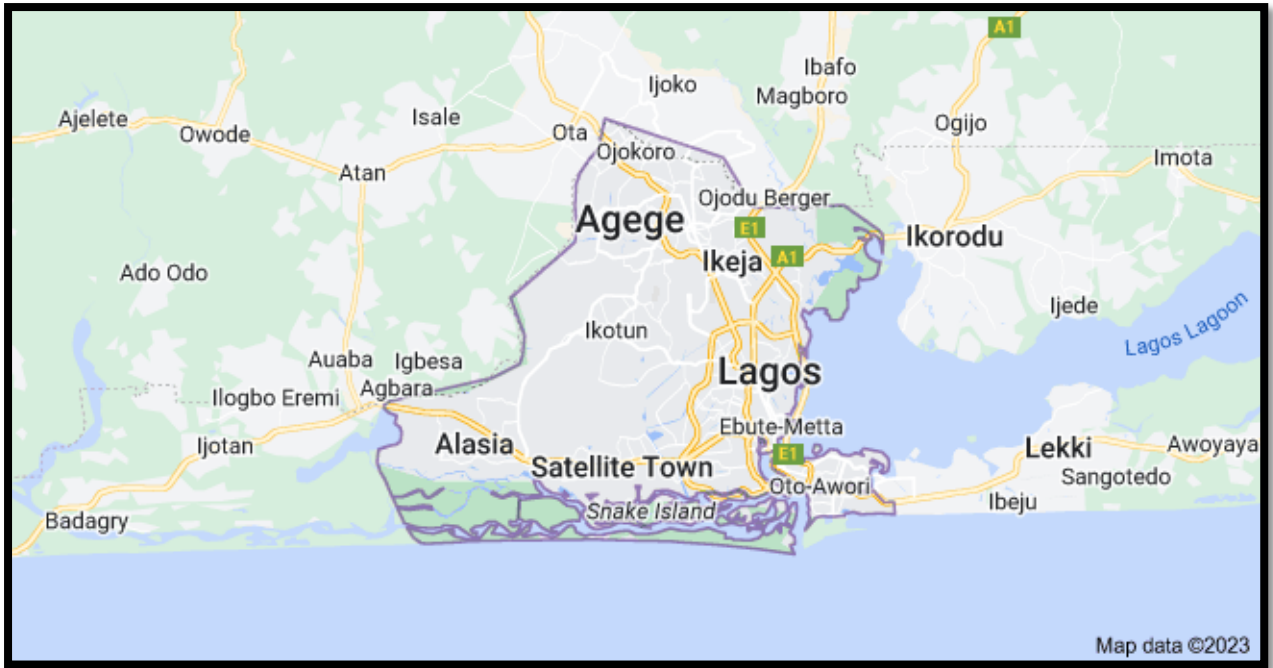 A1
Ibafo
Ijoko
Magboro
Ajelete
Isale
Ogijo
Owode
Ota
Ojokoro
Imota
Atan
Ojodu Berger
Agege
E1
Ikorodu
Ikeja
A1
Ado Odo
Ijede
Lagos Lagoon
Ikotun
Auaba
Igbesa
Lagos
Agbara
Ilogbo Eremi
Ebute-Metta
Ijotan
Alasia
Lekki
Awoyaya
E1
Satellite Town
Sangotedo
Oto-Awori
Ibeju
Snake Island
Badagry
Map data ©2023